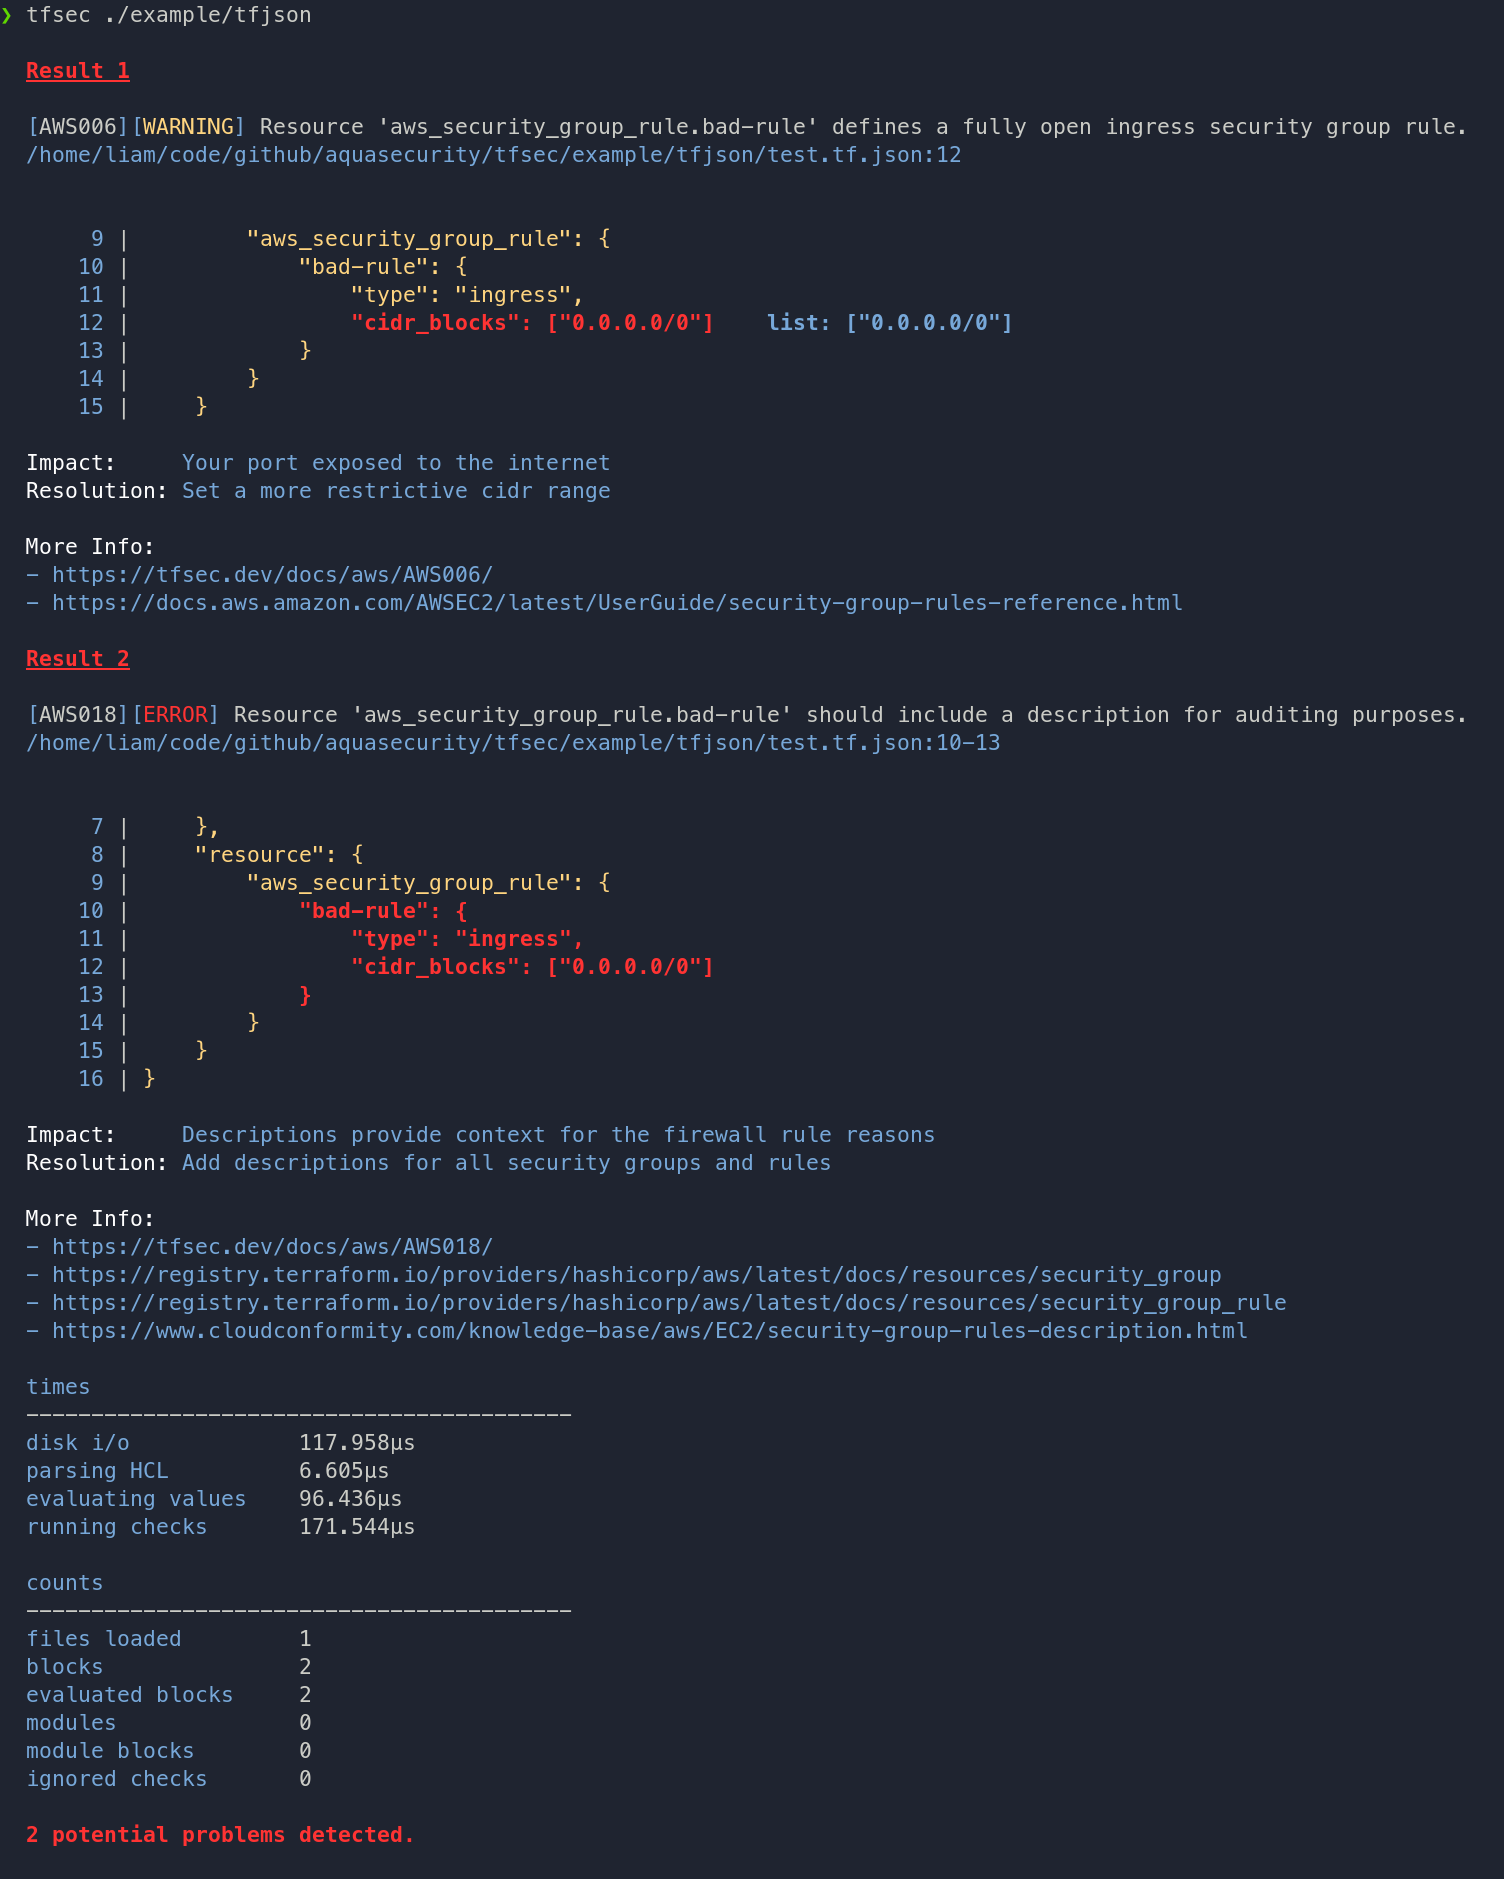 ❯ tfsec ./example/tfjson
Result 1
[AWS006][WARNING] Resource 'aws_security_group_rule.bad-rule' defines a fully open ingress security group rule.
/home/liam/code/github/aquasecurity/tfsec/example/tfjson/test.tf.json:12
9 |         "aws_security_group_rule": {
10 |             "bad-rule": {
11 |                 "type": "ingress",
12 |                 "cidr_blocks": ["0.0.0.0/0"]    list: ["0.0.0.0/0"]
13 |             }
14 |         }
15 |     }
Impact:     Your port exposed to the internet
Resolution: Set a more restrictive cidr range
More Info:
- https://tfsec.dev/docs/aws/AWS006/
- https://docs.aws.amazon.com/AWSEC2/latest/UserGuide/security-group-rules-reference.html
Result 2
[AWS018][ERROR] Resource 'aws_security_group_rule.bad-rule' should include a description for auditing purposes.
/home/liam/code/github/aquasecurity/tfsec/example/tfjson/test.tf.json:10-13
7 |     },
8 |     "resource": {
9 |         "aws_security_group_rule": {
10 |             "bad-rule": {
11 |                 "type": "ingress",
12 |                 "cidr_blocks": ["0.0.0.0/0"]
13 |             }
14 |         }
15 |     }
16 | }
Impact:     Descriptions provide context for the firewall rule reasons
Resolution: Add descriptions for all security groups and rules
More Info:
- https://tfsec.dev/docs/aws/AWS018/
- https://registry.terraform.io/providers/hashicorp/aws/latest/docs/resources/security_group
- https://registry.terraform.io/providers/hashicorp/aws/latest/docs/resources/security_group_rule
- https://www.cloudconformity.com/knowledge-base/aws/EC2/security-group-rules-description.html
times
------------------------------------------
disk i/o             117.958µs
parsing HCL          6.605µs
evaluating values    96.436µs
running checks       171.544µs
counts
------------------------------------------
files loaded         1
blocks               2
evaluated blocks     2
modules              0
module blocks        0
ignored checks       0
2 potential problems detected.